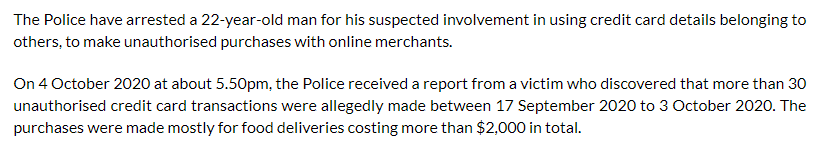 The Police have arrested a 22-year-old man for his suspected involvement in using credit card details belonging to
others, to make unauthorised purchases with online merchants.
On 4 October 2020 at about 5.50pm, the Police received a report from a victim who discovered that more than 30
unauthorised credit card transactions were allegedly made between 17 September 2020 to 3 October 2020. The
purchases were made mostly for food deliveries costing more than $2,000 in total.